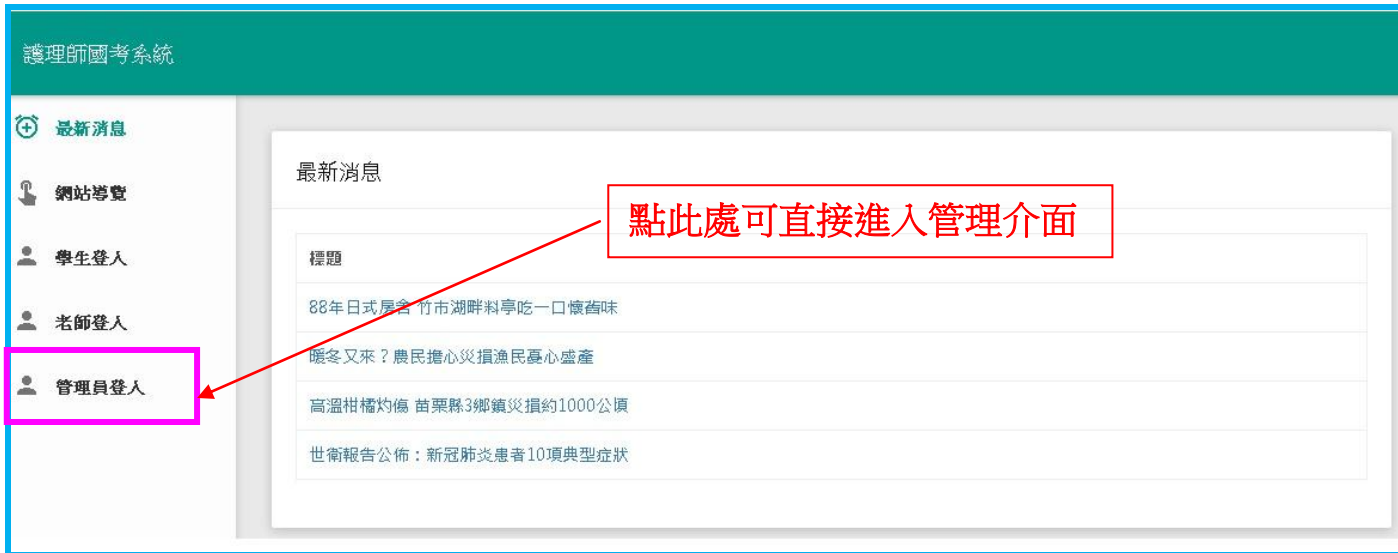 護理師國考系統
最新消息
網站導覽
學生登入
老師登入
管理員登入
最新消息
點此處可直接進入管理介面
標題
88年日式房舍 竹市湖畔料亭吃一口懷舊味
暖冬又來？農民擔心災損漁民憂心盛產
高溫柑橘灼傷 苗栗縣3鄉鎮災損約1000公頃
世衛報告公佈：新冠肺炎患者10項典型症狀